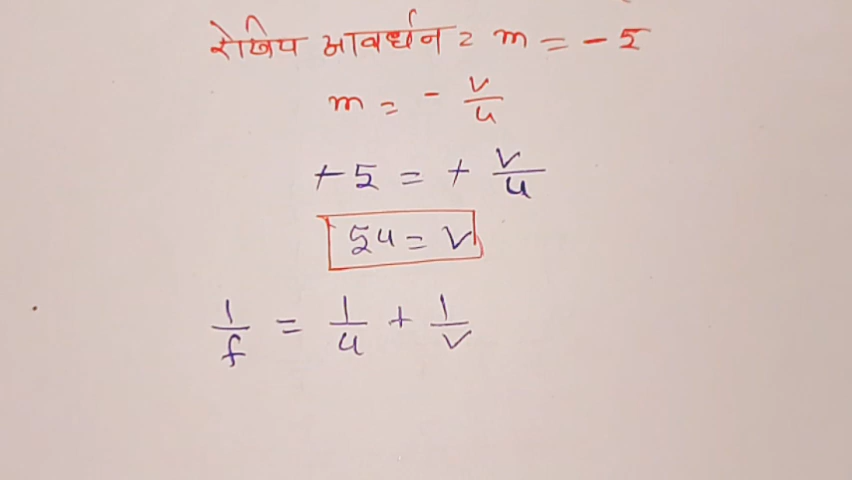 रेखिय आवर्धन = m = - 5
m = - v/u
+5 = + v/u
5u = v
1/f = 1/u + 1/v